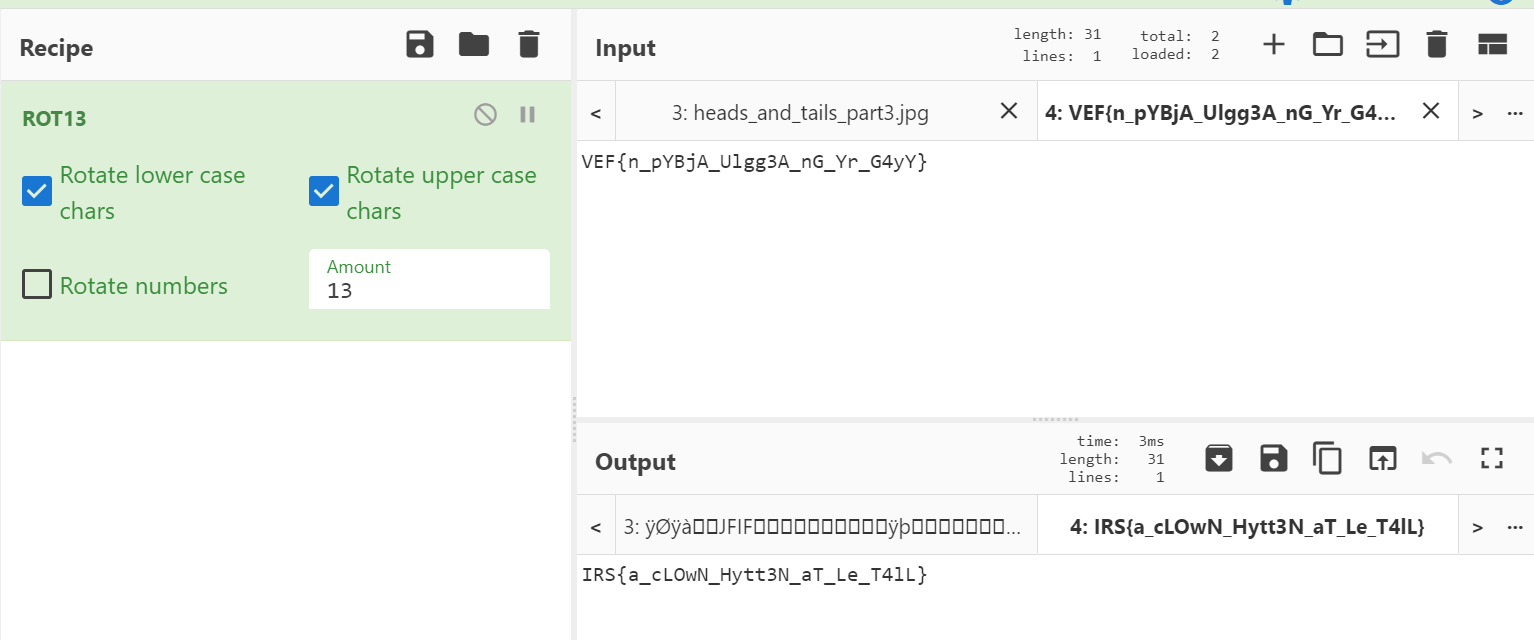 Recipe
ROT13
Rotate lower case chars
Rotate upper case chars
Rotate numbers
Amount
13
Input
length: 31
lines: 1
total: 2
loaded: 2
< 3: heads_and_tails_part3.jpg
4: VEF{n_pYBjA_Ulgg3A_nG_Yr_G4... > ...
VEF{n_pYBjA_Ulgg3A_nG_Yr_G4yY}
Output
time: 3ms
length: 31
lines: 1
< 3: ÿØÿà□□JFIF□□□□□□□□□□ÿþ□□□□□□□...
4: IRS{a_cLOwN_Hytt3N_aT_Le_T4lL} > ...
IRS{a_cLOwN_Hytt3N_aT_Le_T4lL}